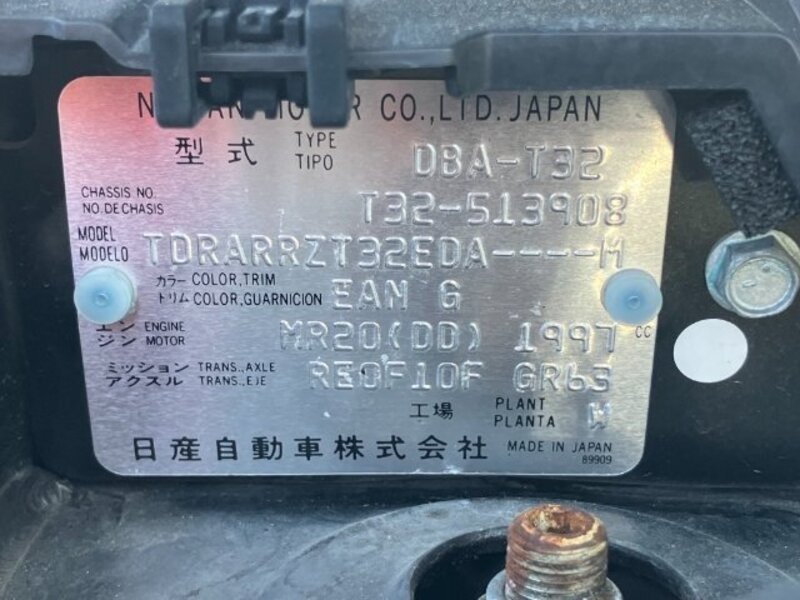 NISSAN MOTOR CO.,LTD. JAPAN
型式 TYPE TIPO DBA-T32
CHASSIS NO. NO. DE CHASIS T32-513908
MODEL MODELO TDRARRZT32EDA----M
カラー COLOR,TRIM トリム COLOR,GUARNICION EAN G
エン ENGINE ジン MOTOR MR20(DD) 1997 CC
ミッション TRANS.,AXLE アクスル TRANS.,EJE RE0F10F GR63
工場 PLANT PLANTA W
日産自動車株式会社 MADE IN JAPAN
89909